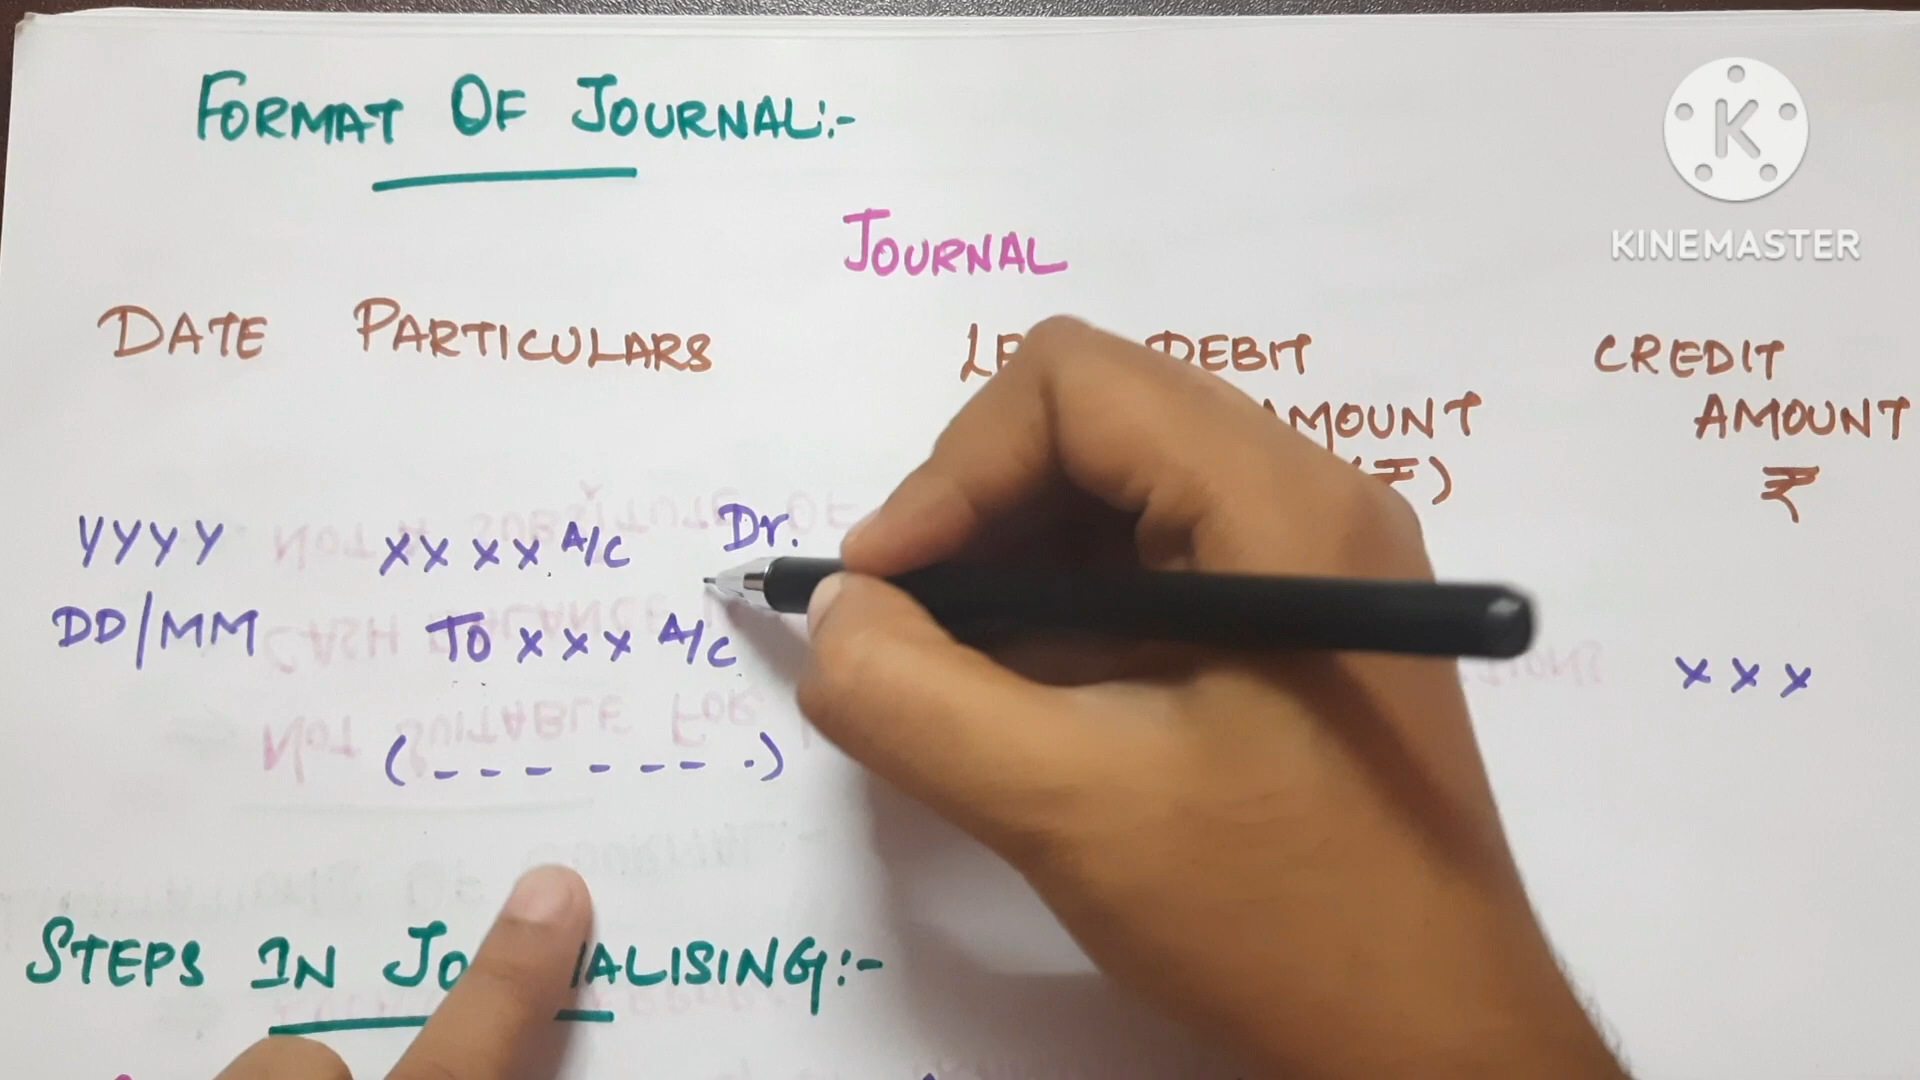 FORMAT OF JOURNAL:-
KINEMASTER
JOURNAL
DATE PARTICULARS DEBIT CREDIT
AMOUNT AMOUNT
(₹) ₹
YYYY XX XX A/C Dr.
DD/MM TO XXX A/C XXX
(- - - - - - .)
STEPS IN :-